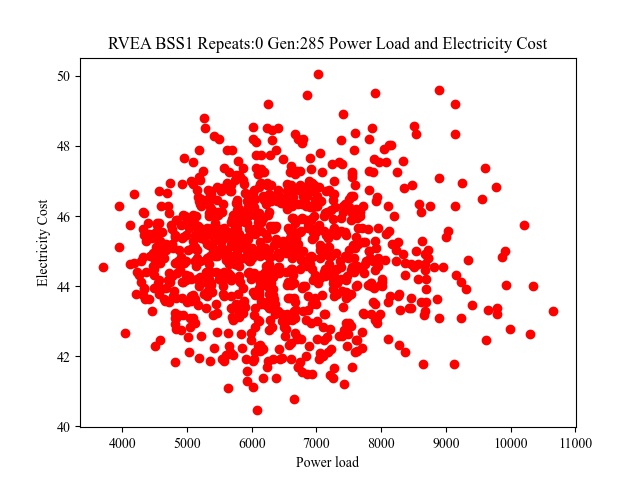 RVEA BSS1 Repeats:0 Gen:285 Power Load and Electricity Cost
50
48
46
44
42
40
Electricity Cost
4000 5000 6000 7000 8000 9000 10000 11000
Power load